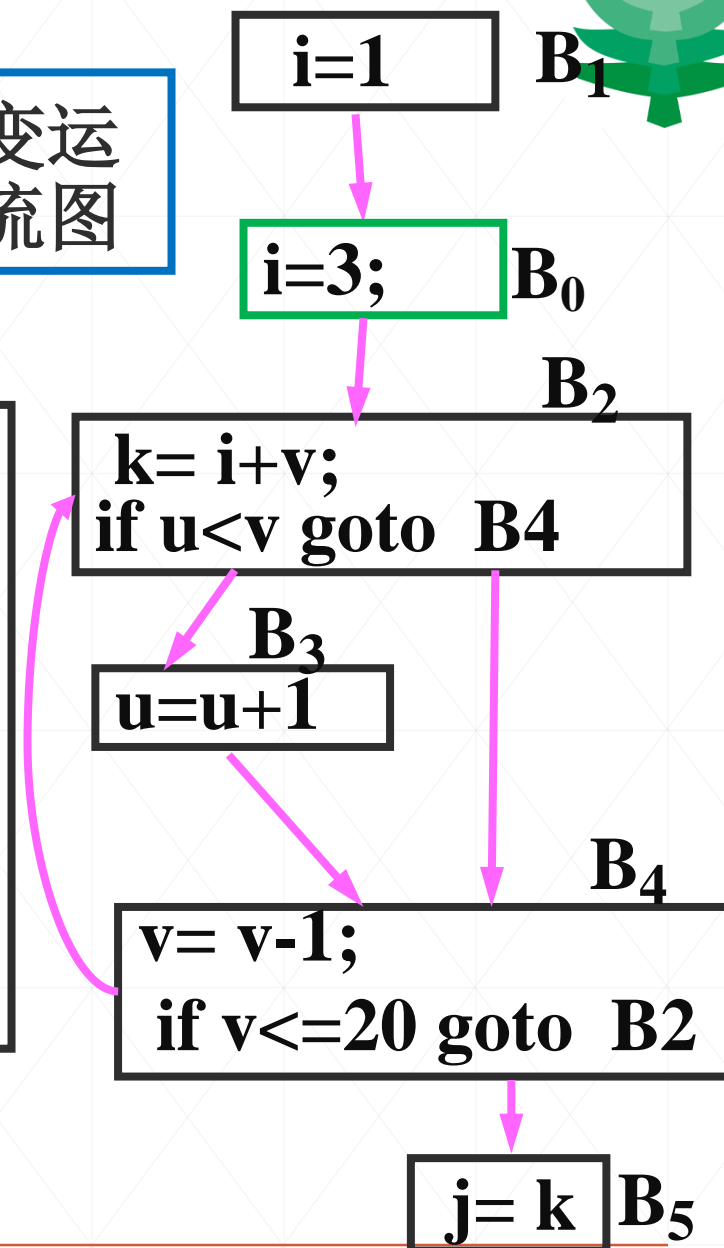 i=1
B₁
变运
流图
i=3;
B₀
B₂
k= i+v;
if u<v goto B4
B₃
u=u+1
B₄
v= v-1;
if v<=20 goto B2
j= k
B₅